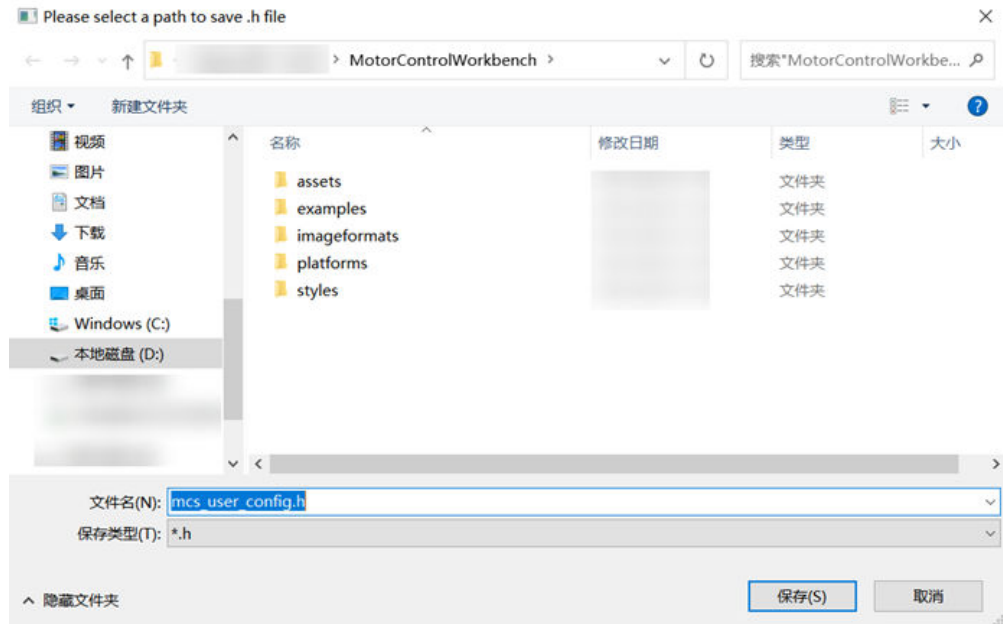 Please select a path to save .h file
MotorControlWorkbench
搜索"MotorControlWorkbe...
组织
新建文件夹
视频
图片
文档
下载
音乐
桌面
Windows (C:)
本地磁盘 (D:)
名称 修改日期 类型 大小
assets 文件夹
examples 文件夹
imageformats 文件夹
platforms 文件夹
styles 文件夹
文件名(N): mcs_user_config.h
保存类型(T): *.h
隐藏文件夹
保存(S)
取消